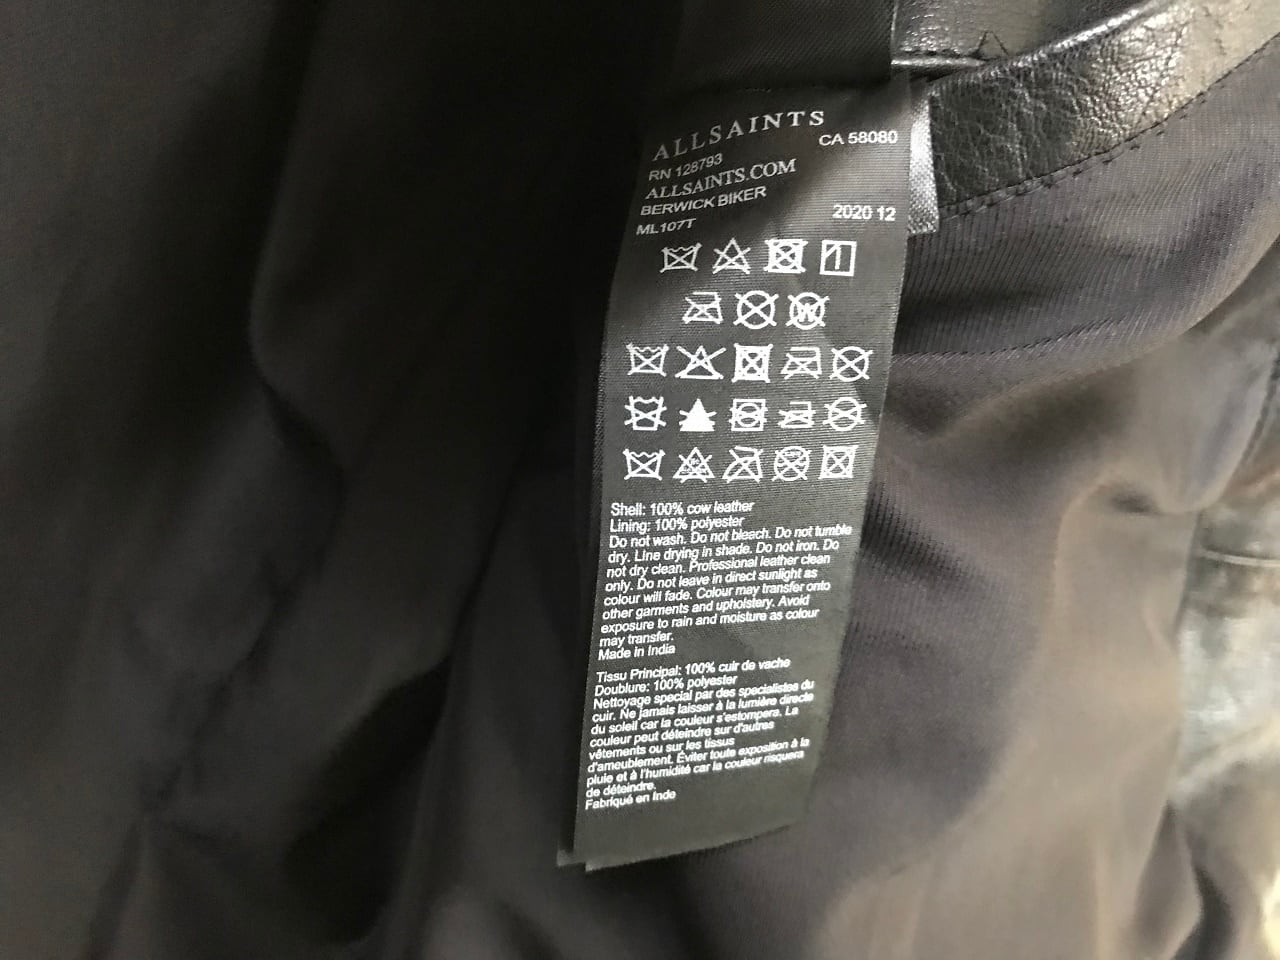 ALLSAINTS
RN 128793 CA 58080
ALLSAINTS.COM
BERWICK BIKER
ML107T 2020 12
Shell: 100% cow leather
Lining: 100% polyester
Do not wash. Do not bleach. Do not tumble
dry. Line drying in shade. Do not iron. Do
not dry clean. Professional leather clean
only. Do not leave in direct sunlight as
colour will fade. Colour may transfer onto
other garments and upholstery. Avoid
exposure to rain and moisture as colour
may transfer.
Made in India
Tissu Principal: 100% cuir de vache
Doublure: 100% polyester
Nettoyage special par des specialistes du
cuir. Ne jamais laisser à la lumière directe
du soleil car la couleur s'estompera. La
couleur peut déteindre sur d'autres
vêtements ou sur les tissus
d'ameublement. Éviter toute exposition à la
pluie et à l'humidité car la couleur risquera
de déteindre.
Fabriqué en Inde